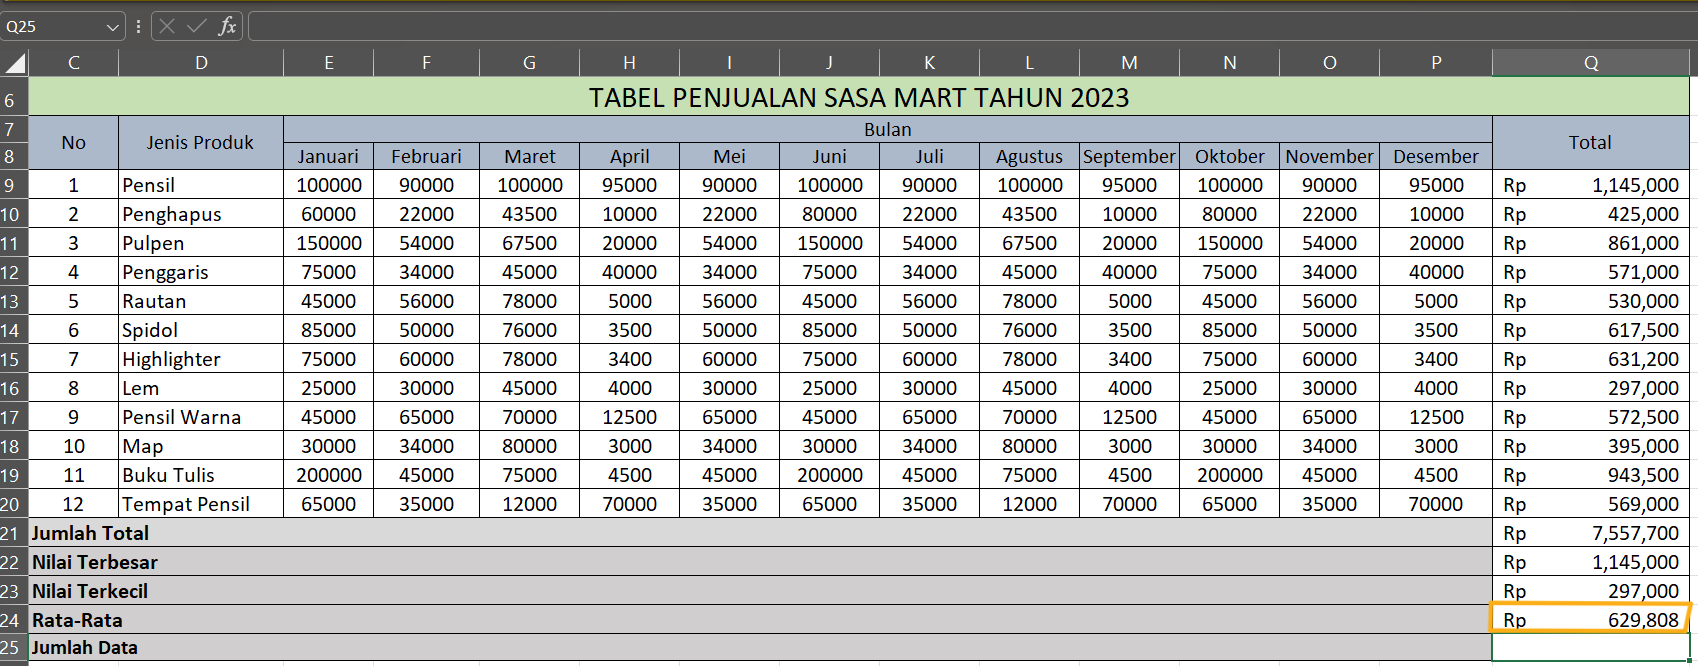 Q25 fx
C D E F G H I J K L M N O P Q
6 TABEL PENJUALAN SASA MART TAHUN 2023
7 No Jenis Produk Bulan Total
8 Januari Februari Maret April Mei Juni Juli Agustus September Oktober November Desember
9 1 Pensil 100000 90000 100000 95000 90000 100000 90000 100000 95000 100000 90000 95000 Rp 1,145,000
10 2 Penghapus 60000 22000 43500 10000 22000 80000 22000 43500 10000 80000 22000 10000 Rp 425,000
11 3 Pulpen 150000 54000 67500 20000 54000 150000 54000 67500 20000 150000 54000 20000 Rp 861,000
12 4 Penggaris 75000 34000 45000 40000 34000 75000 34000 45000 40000 75000 34000 40000 Rp 571,000
13 5 Rautan 45000 56000 78000 5000 56000 45000 56000 78000 5000 45000 56000 5000 Rp 530,000
14 6 Spidol 85000 50000 76000 3500 50000 85000 50000 76000 3500 85000 50000 3500 Rp 617,500
15 7 Highlighter 75000 60000 78000 3400 60000 75000 60000 78000 3400 75000 60000 3400 Rp 631,200
16 8 Lem 25000 30000 45000 4000 30000 25000 30000 45000 4000 25000 30000 4000 Rp 297,000
17 9 Pensil Warna 45000 65000 70000 12500 65000 45000 65000 70000 12500 45000 65000 12500 Rp 572,500
18 10 Map 30000 34000 80000 3000 34000 30000 34000 80000 3000 30000 34000 3000 Rp 395,000
19 11 Buku Tulis 200000 45000 75000 4500 45000 200000 45000 75000 4500 200000 45000 4500 Rp 943,500
20 12 Tempat Pensil 65000 35000 12000 70000 35000 65000 35000 12000 70000 65000 35000 70000 Rp 569,000
21 Jumlah Total Rp 7,557,700
22 Nilai Terbesar Rp 1,145,000
23 Nilai Terkecil Rp 297,000
24 Rata-Rata Rp 629,808
25 Jumlah Data